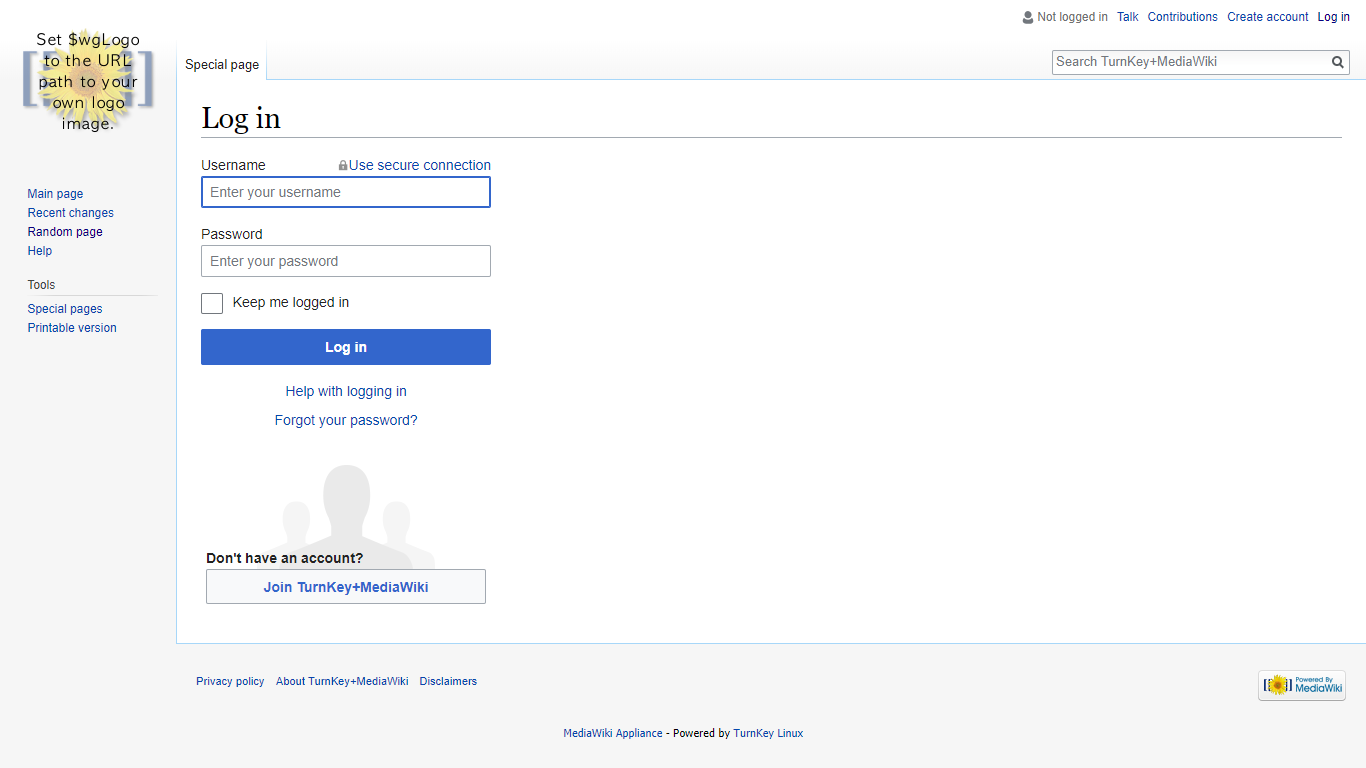 Not logged in Talk Contributions Create account Log in
Set $wgLogo
to the URL
path to your
own logo
image.
Special page
Search TurnKey+MediaWiki
Main page
Recent changes
Random page
Help
Tools
Special pages
Printable version
Log in
Username Use secure connection
Enter your username
Password
Enter your password
Keep me logged in
Log in
Help with logging in
Forgot your password?
Don't have an account?
Join TurnKey+MediaWiki
Privacy policy About TurnKey+MediaWiki Disclaimers
Powered By
MediaWiki
MediaWiki Appliance - Powered by TurnKey Linux